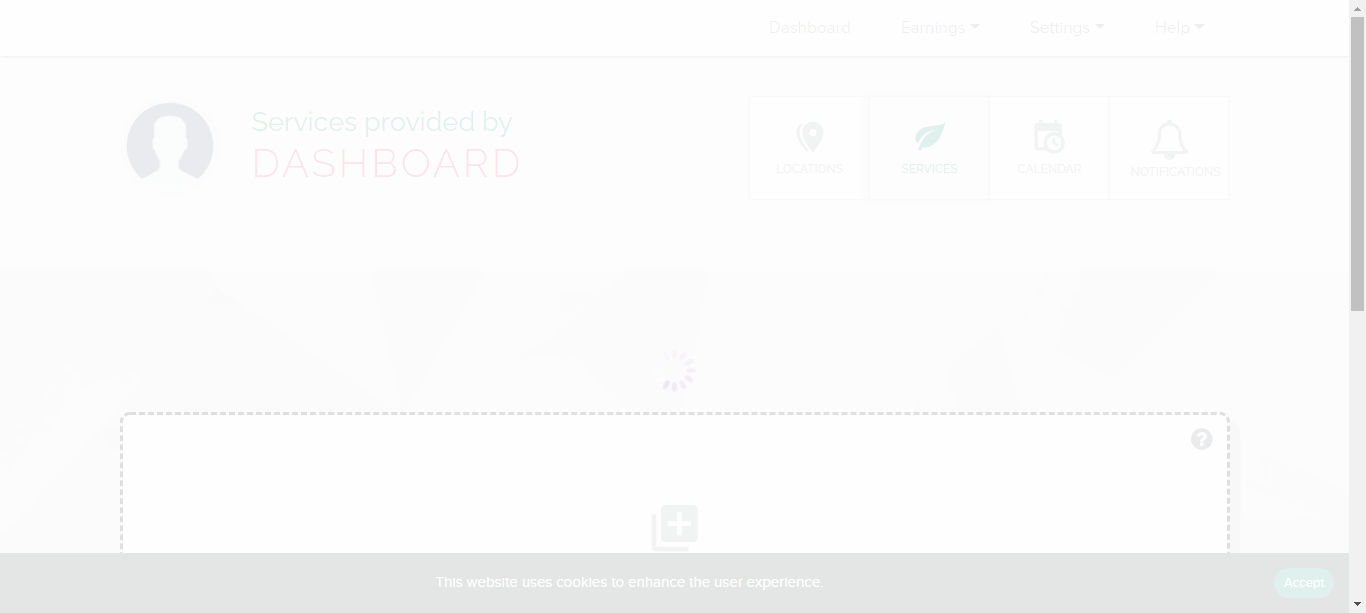 Dashboard Earnings Settings Help
Services provided by
DASHBOARD
LOCATIONS SERVICES CALENDAR NOTIFICATIONS
This website uses cookies to enhance the user experience. Accept